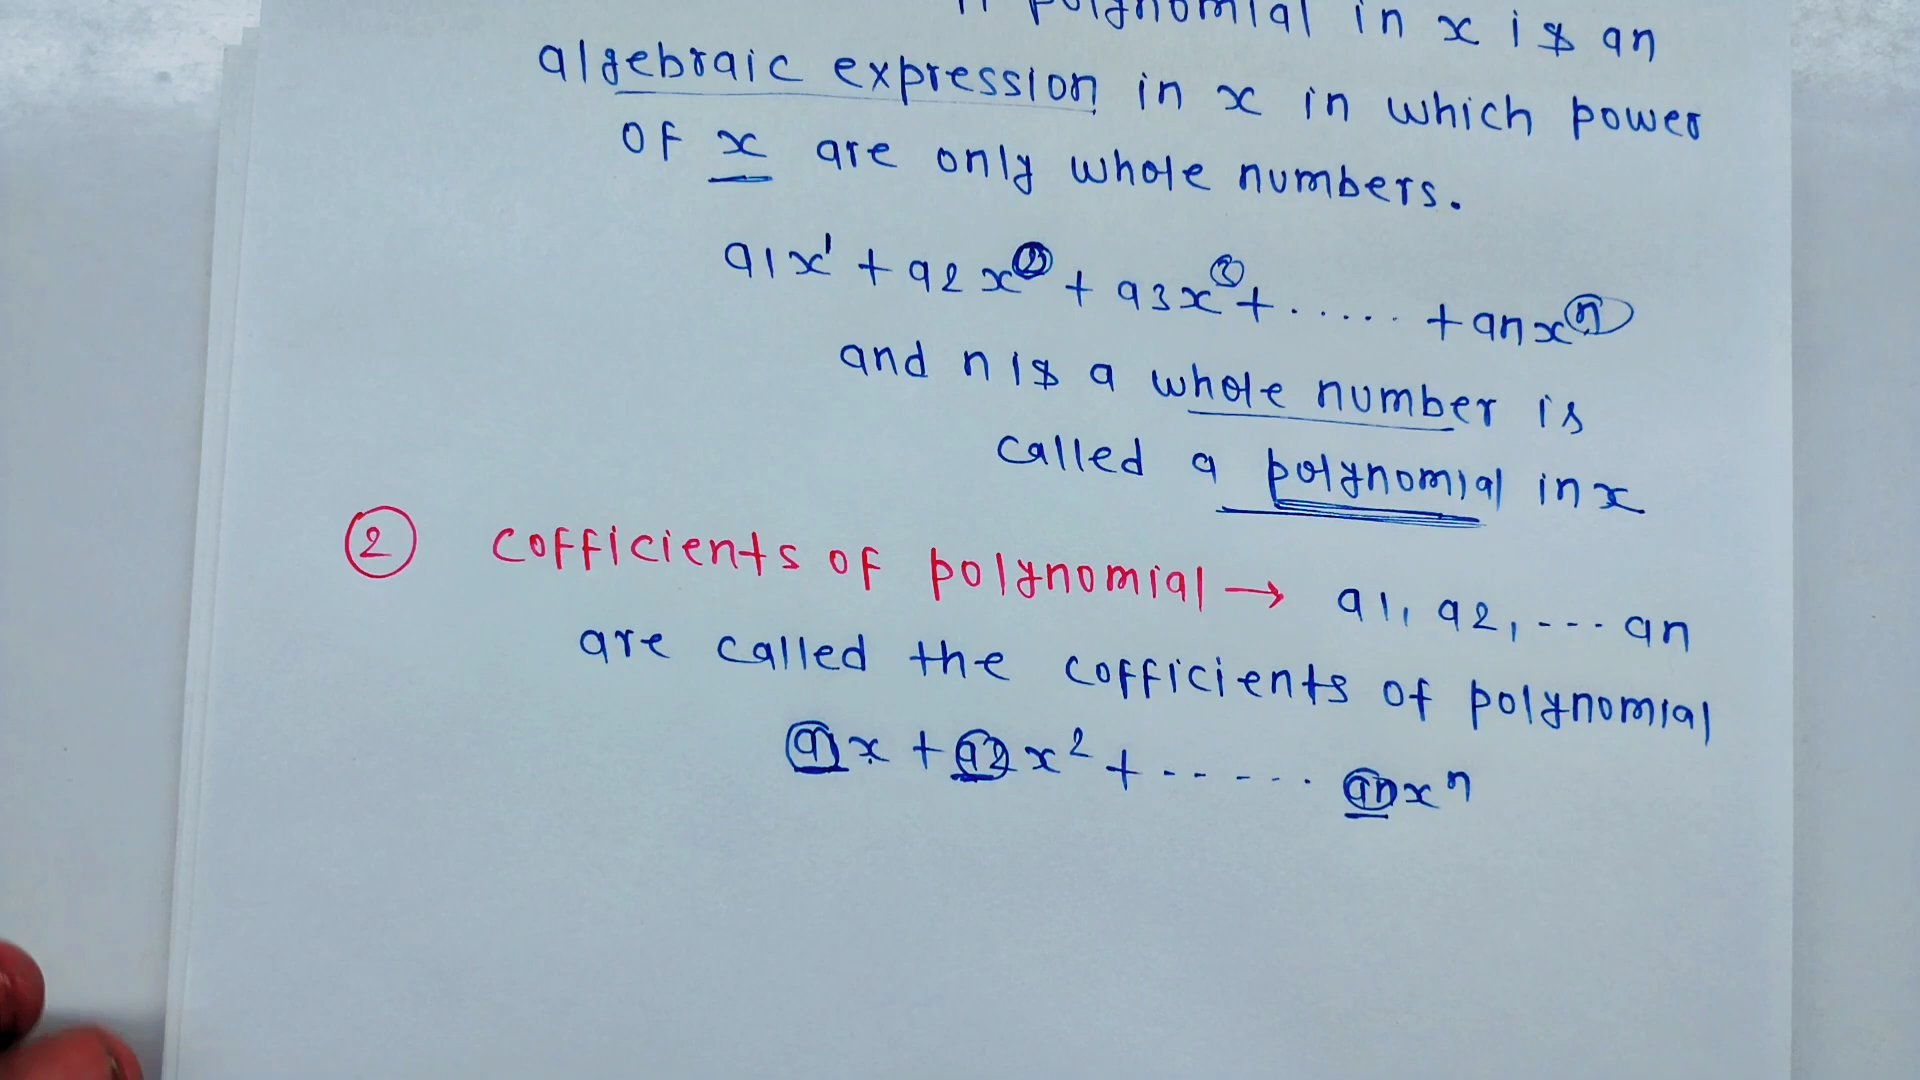 polynomial in x is an
algebraic expression in x in which power
of x are only whole numbers.
a1x¹ + a2x² + a3x³ + ...... + anxⁿ
and n is a whole number is
called a polynomial in x
② cofficients of polynomial → a1, a2, --- an
are called the cofficients of polynomial
a1x + a2x² + ------ anxⁿ